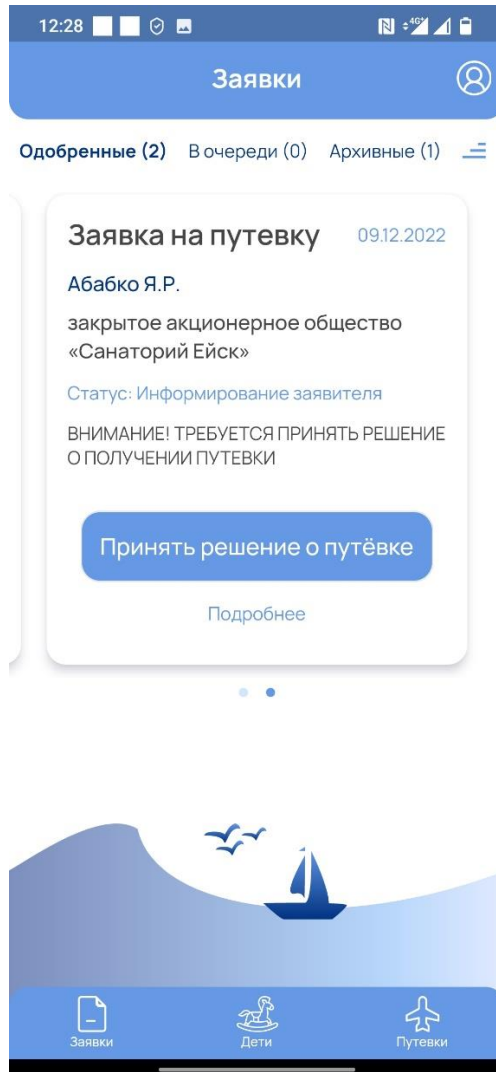 12:28
4G+
Заявки
Одобренные (2) В очереди (0) Архивные (1)
Заявка на путевку 09.12.2022
Абабко Я.Р.
закрытое акционерное общество
«Санаторий Ейск»
Статус: Информирование заявителя
ВНИМАНИЕ! ТРЕБУЕТСЯ ПРИНЯТЬ РЕШЕНИЕ
О ПОЛУЧЕНИИ ПУТЕВКИ
Принять решение о путёвке
Подробнее
Заявки Дети Путевки